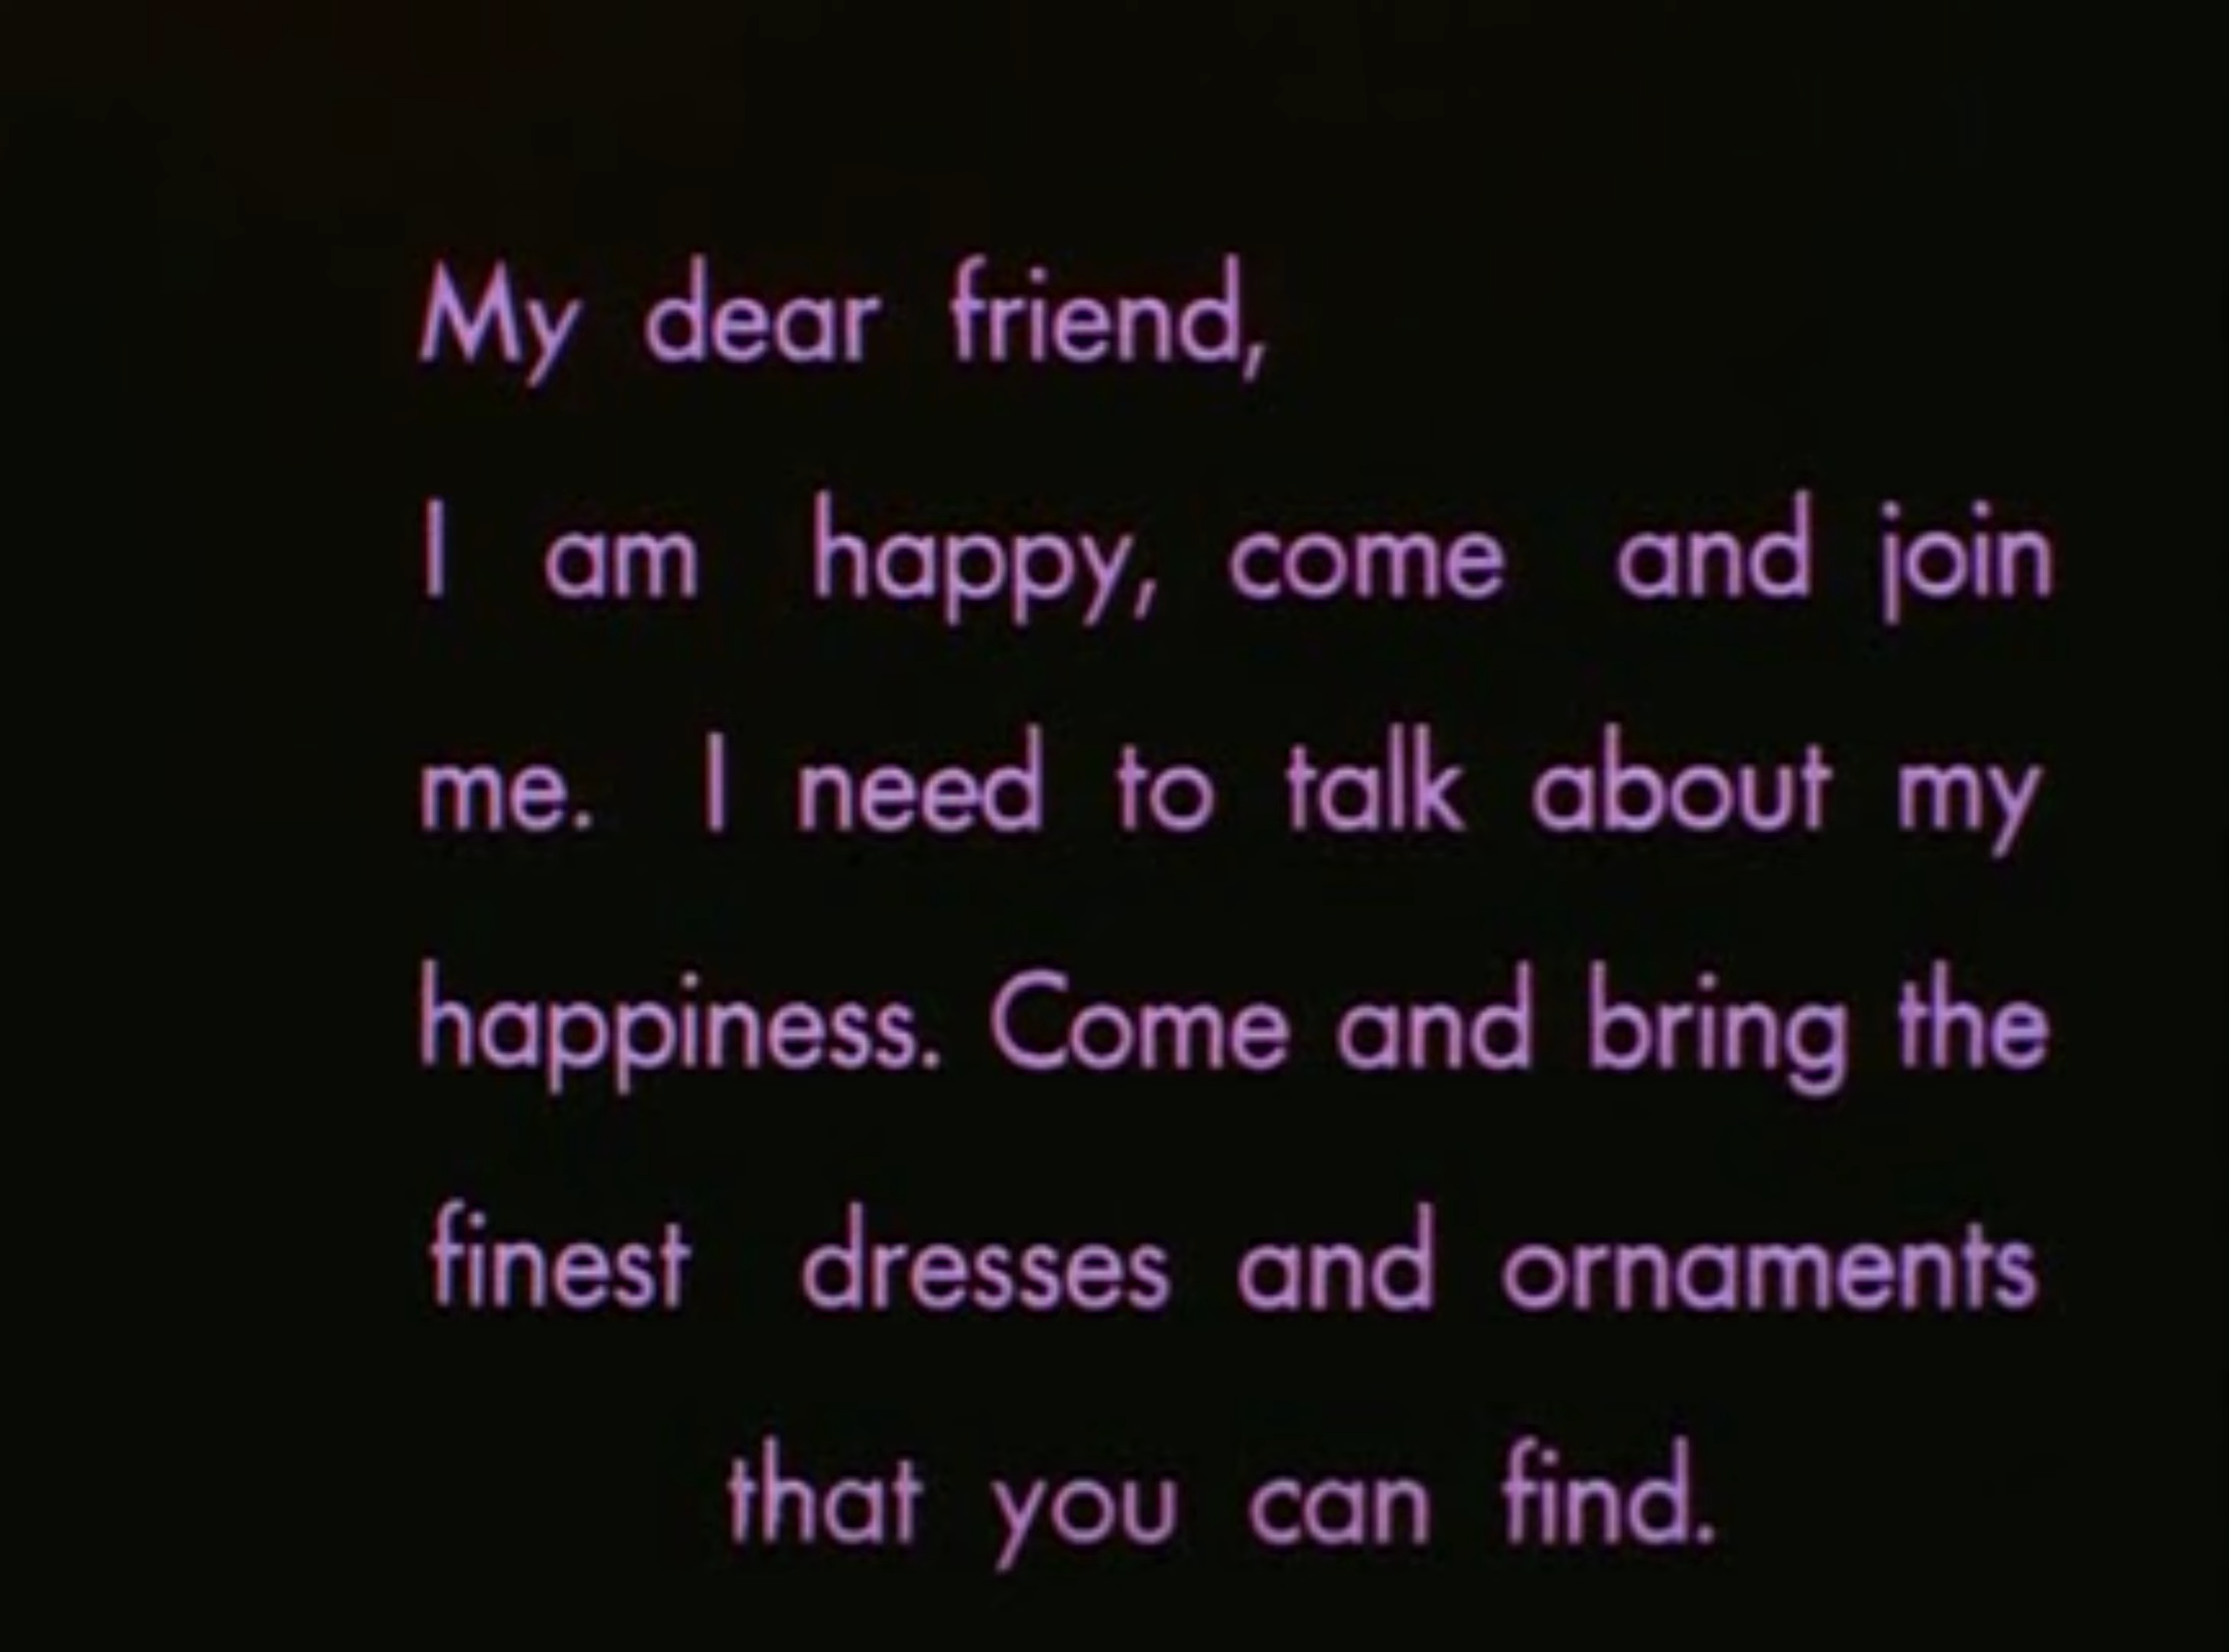 My dear friend,
I am happy, come and join
me. I need to talk about my
happiness. Come and bring the
finest dresses and ornaments
that you can find.